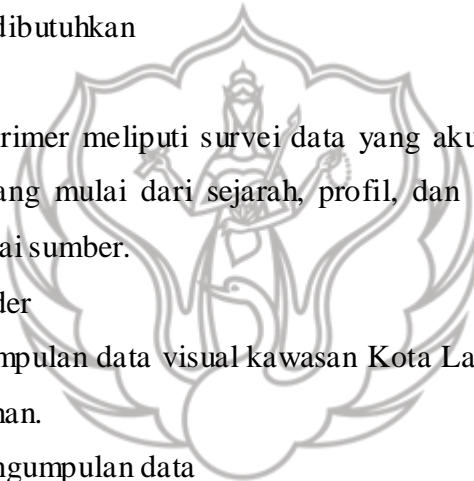 dibutuhkan
rimer meliputi survei data yang aku
ang mulai dari sejarah, profil, dan
ai sumber.
der
mpulan data visual kawasan Kota La
nan.
ngumpulan data